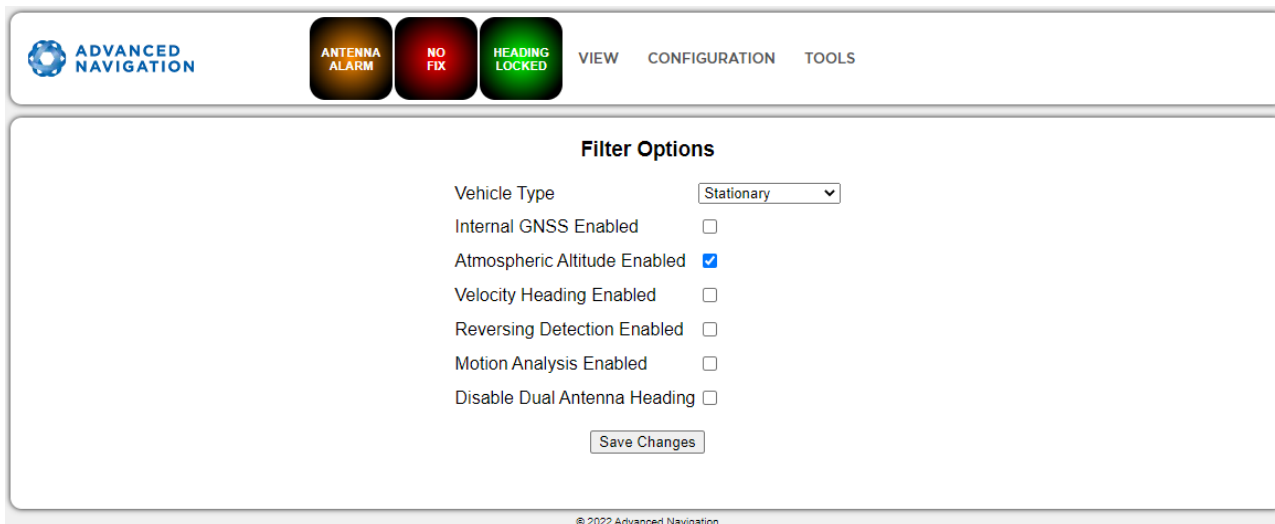 ADVANCED
NAVIGATION
ANTENNA
ALARM
NO
FIX
HEADING
LOCKED
VIEW
CONFIGURATION
TOOLS
Filter Options
Vehicle Type Stationary
Internal GNSS Enabled
Atmospheric Altitude Enabled
Velocity Heading Enabled
Reversing Detection Enabled
Motion Analysis Enabled
Disable Dual Antenna Heading
Save Changes
© 2022 Advanced Navigation